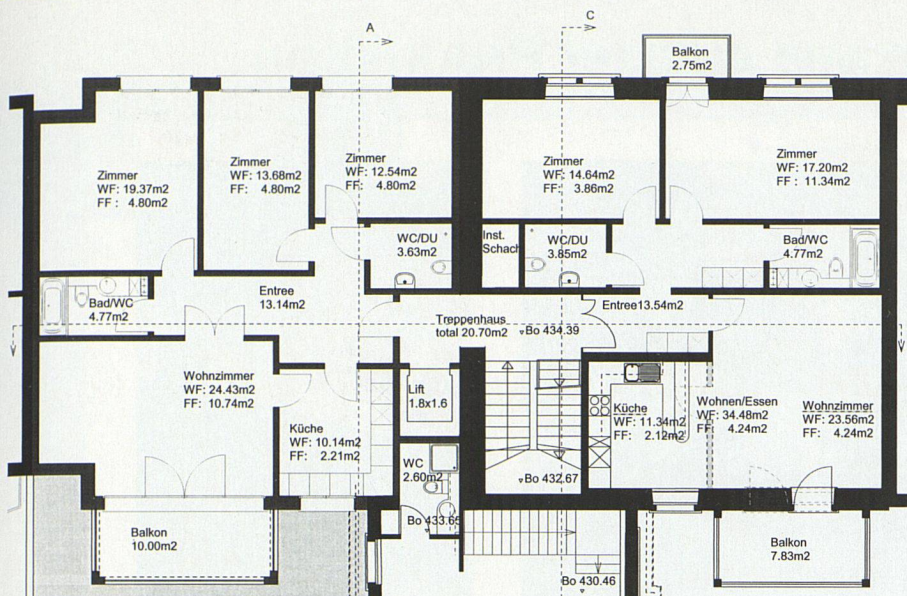 A
C
Balkon
2.75m2
Zimmer
WF: 19.37m2
FF : 4.80m2
Zimmer
WF: 13.68m2
FF : 4.80m2
Zimmer
WF: 12.54m2
FF: 4.80m2
Zimmer
WF: 14.64m2
FF : 3.86m2
Zimmer
WF: 17.20m2
FF : 11.34m2
WC/DU
3.63m2
Inst.
Schach
WC/DU
3.85m2
Bad/WC
4.77m2
Bad/WC
4.77m2
Entree
13.14m2
Treppenhaus
total 20.70m2
Bo 434.39
Entree13.54m2
Wohnzimmer
WF: 24.43m2
FF : 10.74m2
Lift
1.8x1.6
Küche
WF: 10.14m2
FF : 2.21m2
Küche
WF: 11.34m2
FF : 2.12m2
Wohnen/Essen
WF: 34.48m2
FF : 4.24m2
Wohnzimmer
WF: 23.56m2
FF: 4.24m2
WC
2.60m2
Bo 432.67
Bo 433.65
Balkon
10.00m2
Balkon
7.83m2
Bo 430.46